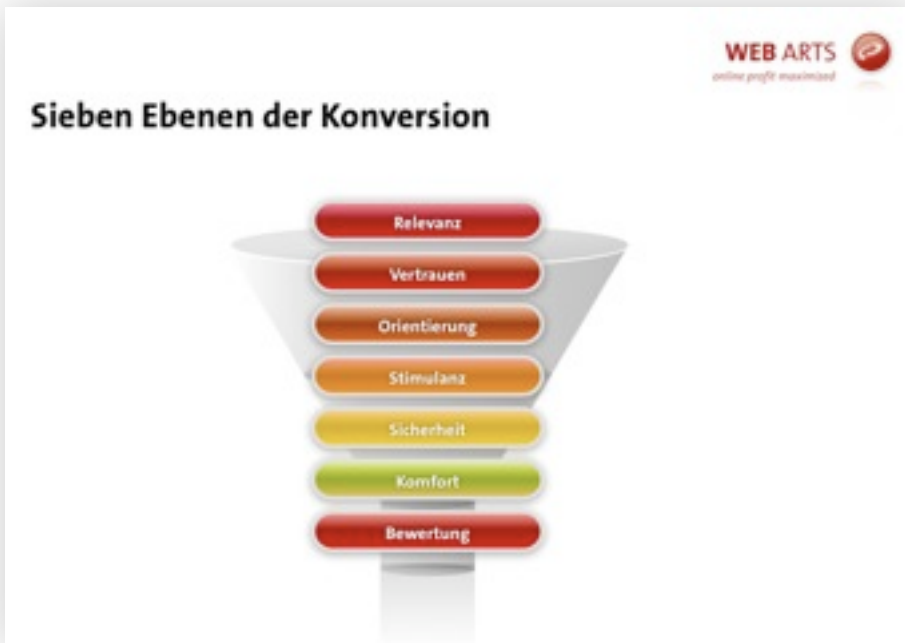 WEB ARTS
online profit maximized
Sieben Ebenen der Konversion
Relevanz
Vertrauen
Orientierung
Stimulanz
Sicherheit
Komfort
Bewertung